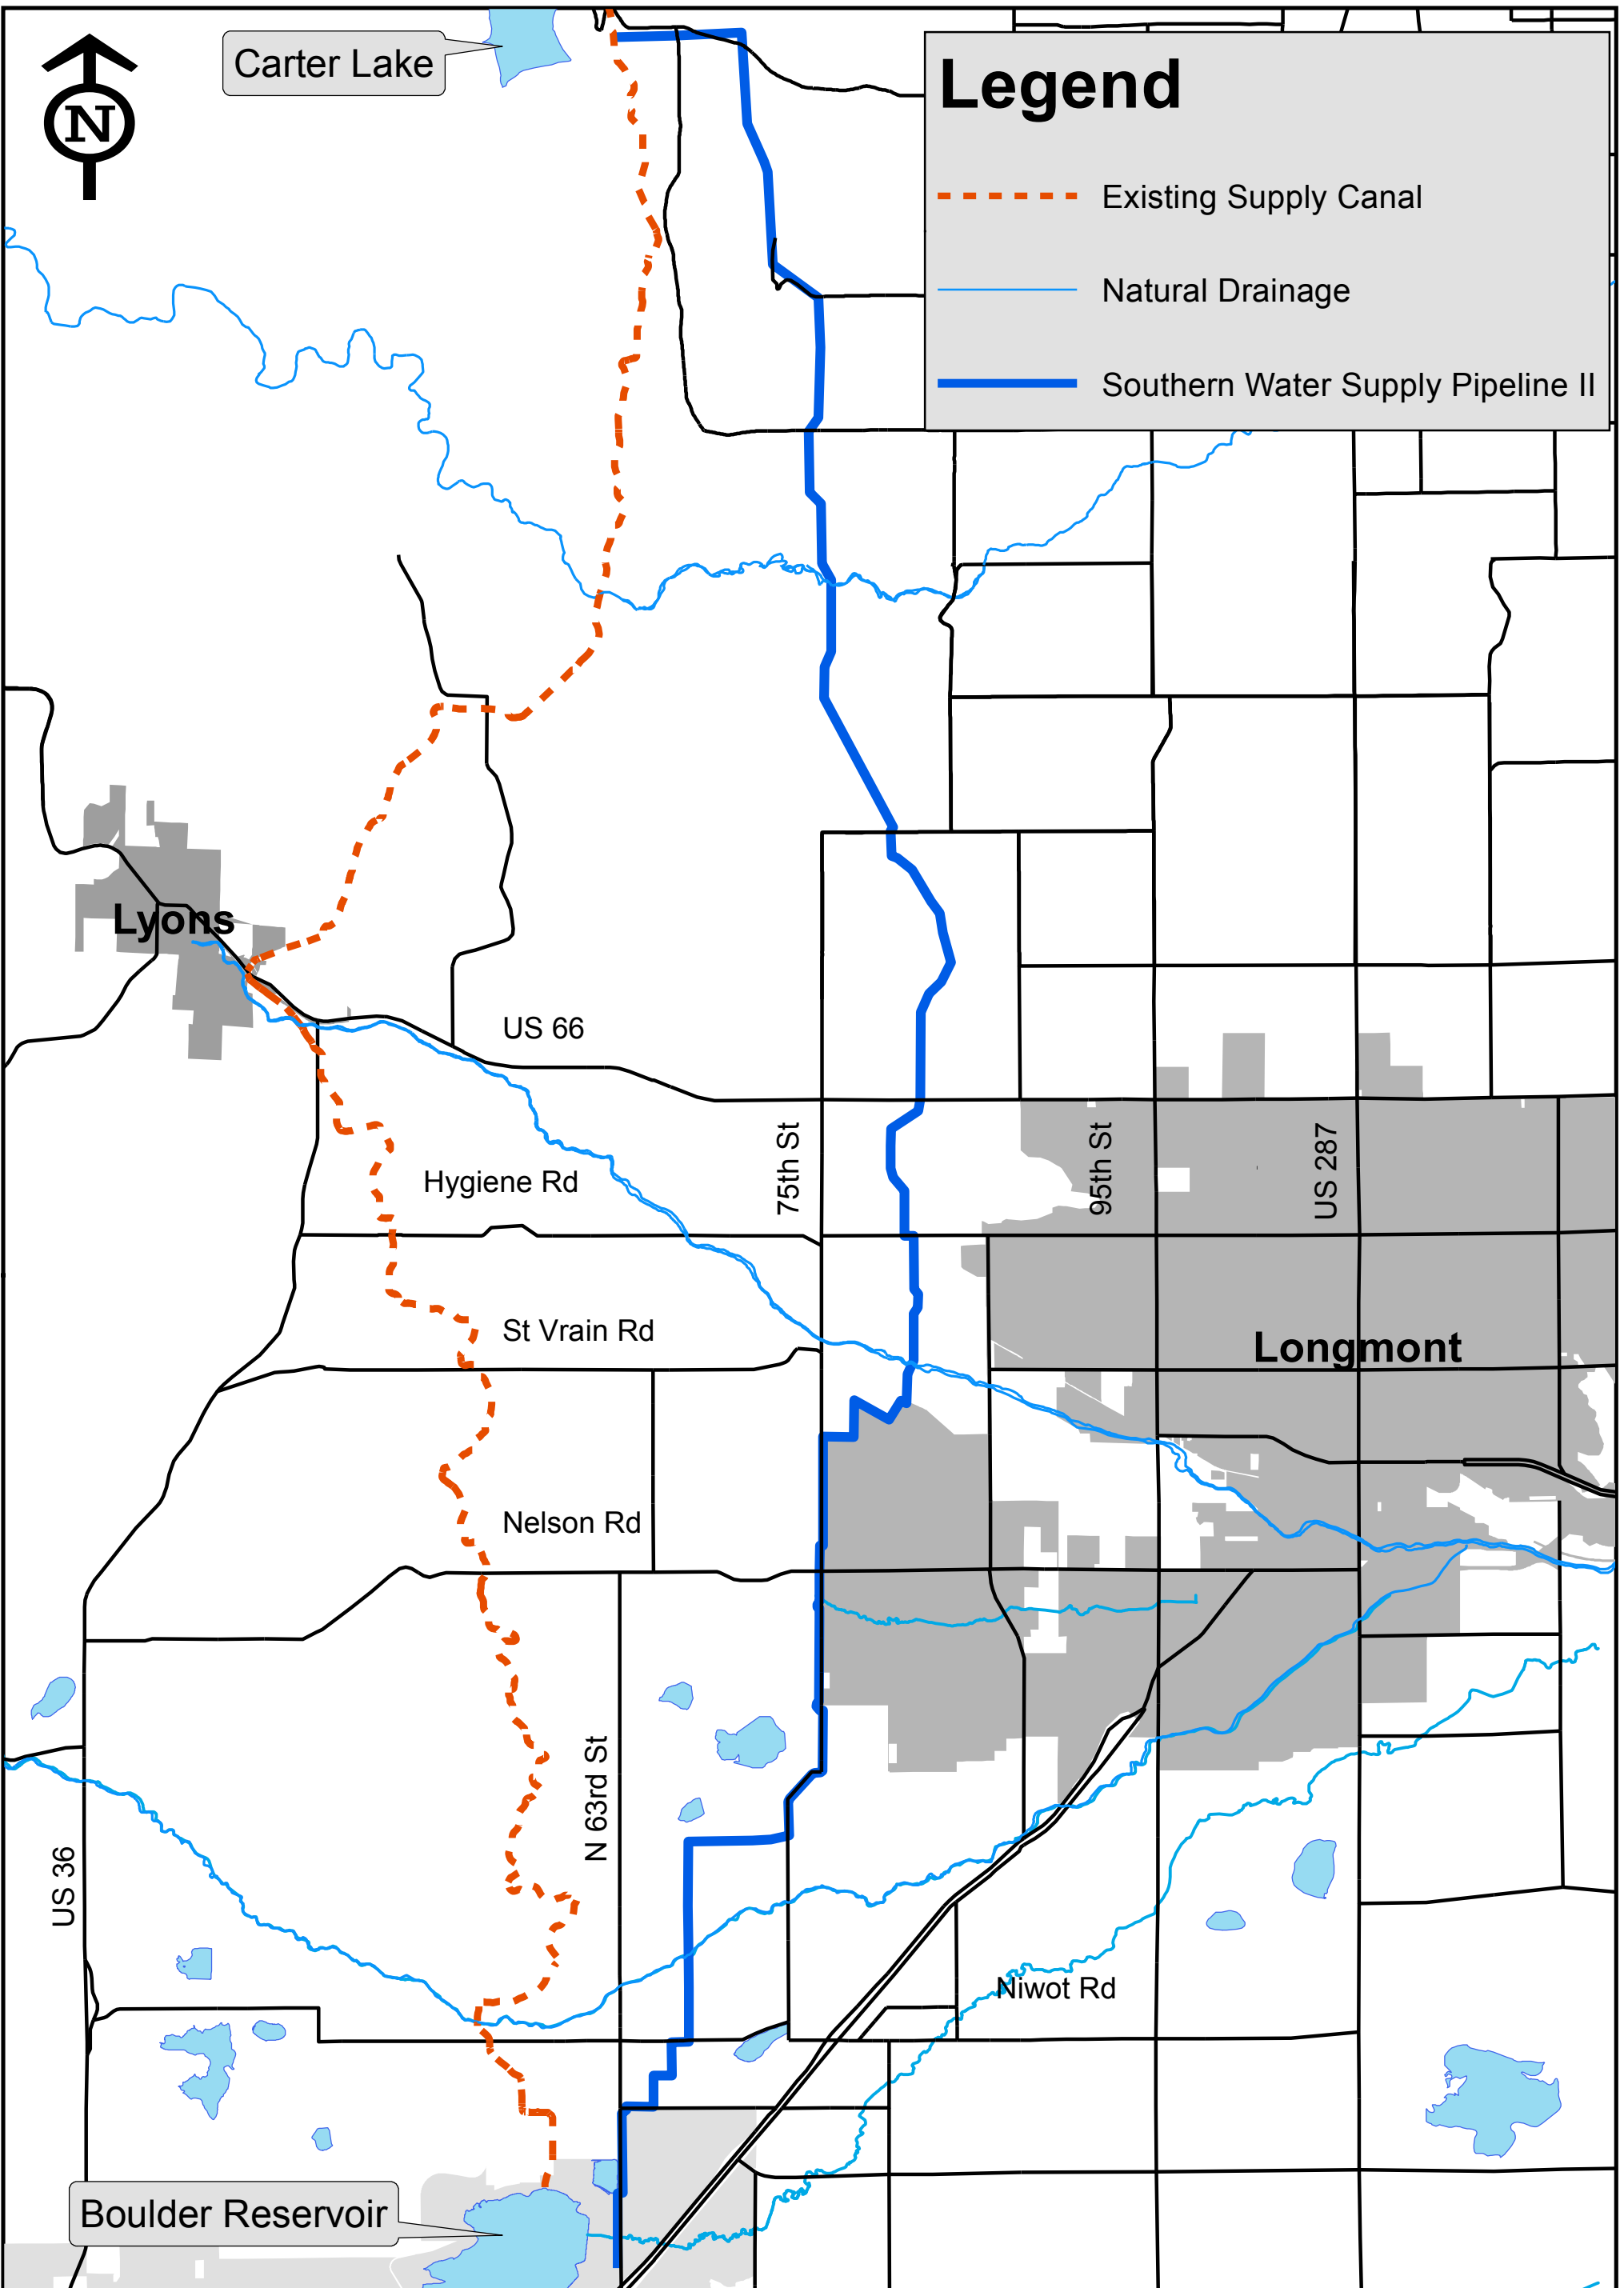 Carter Lake
N
Legend
Existing Supply Canal
Natural Drainage
Southern Water Supply Pipeline II
Lyons
US 66
Hygiene Rd
75th St
95th St
US 287
St Vrain Rd
Longmont
Nelson Rd
N 63rd St
US 36
Niwot Rd
Boulder Reservoir